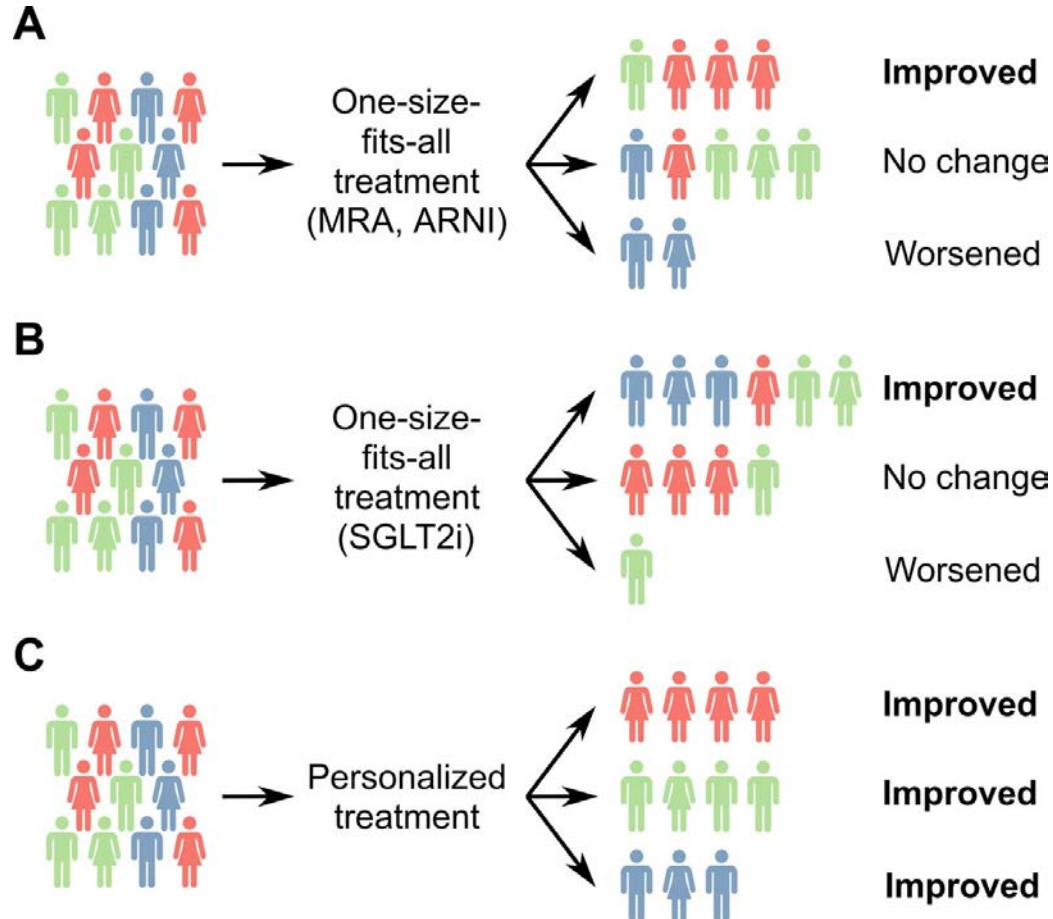 A
One-size-
fits-all
treatment
(MRA, ARNI)
Improved
No change
Worsened
B
One-size-
fits-all
treatment
(SGLT2i)
Improved
No change
Worsened
C
Personalized
treatment
Improved
Improved
Improved